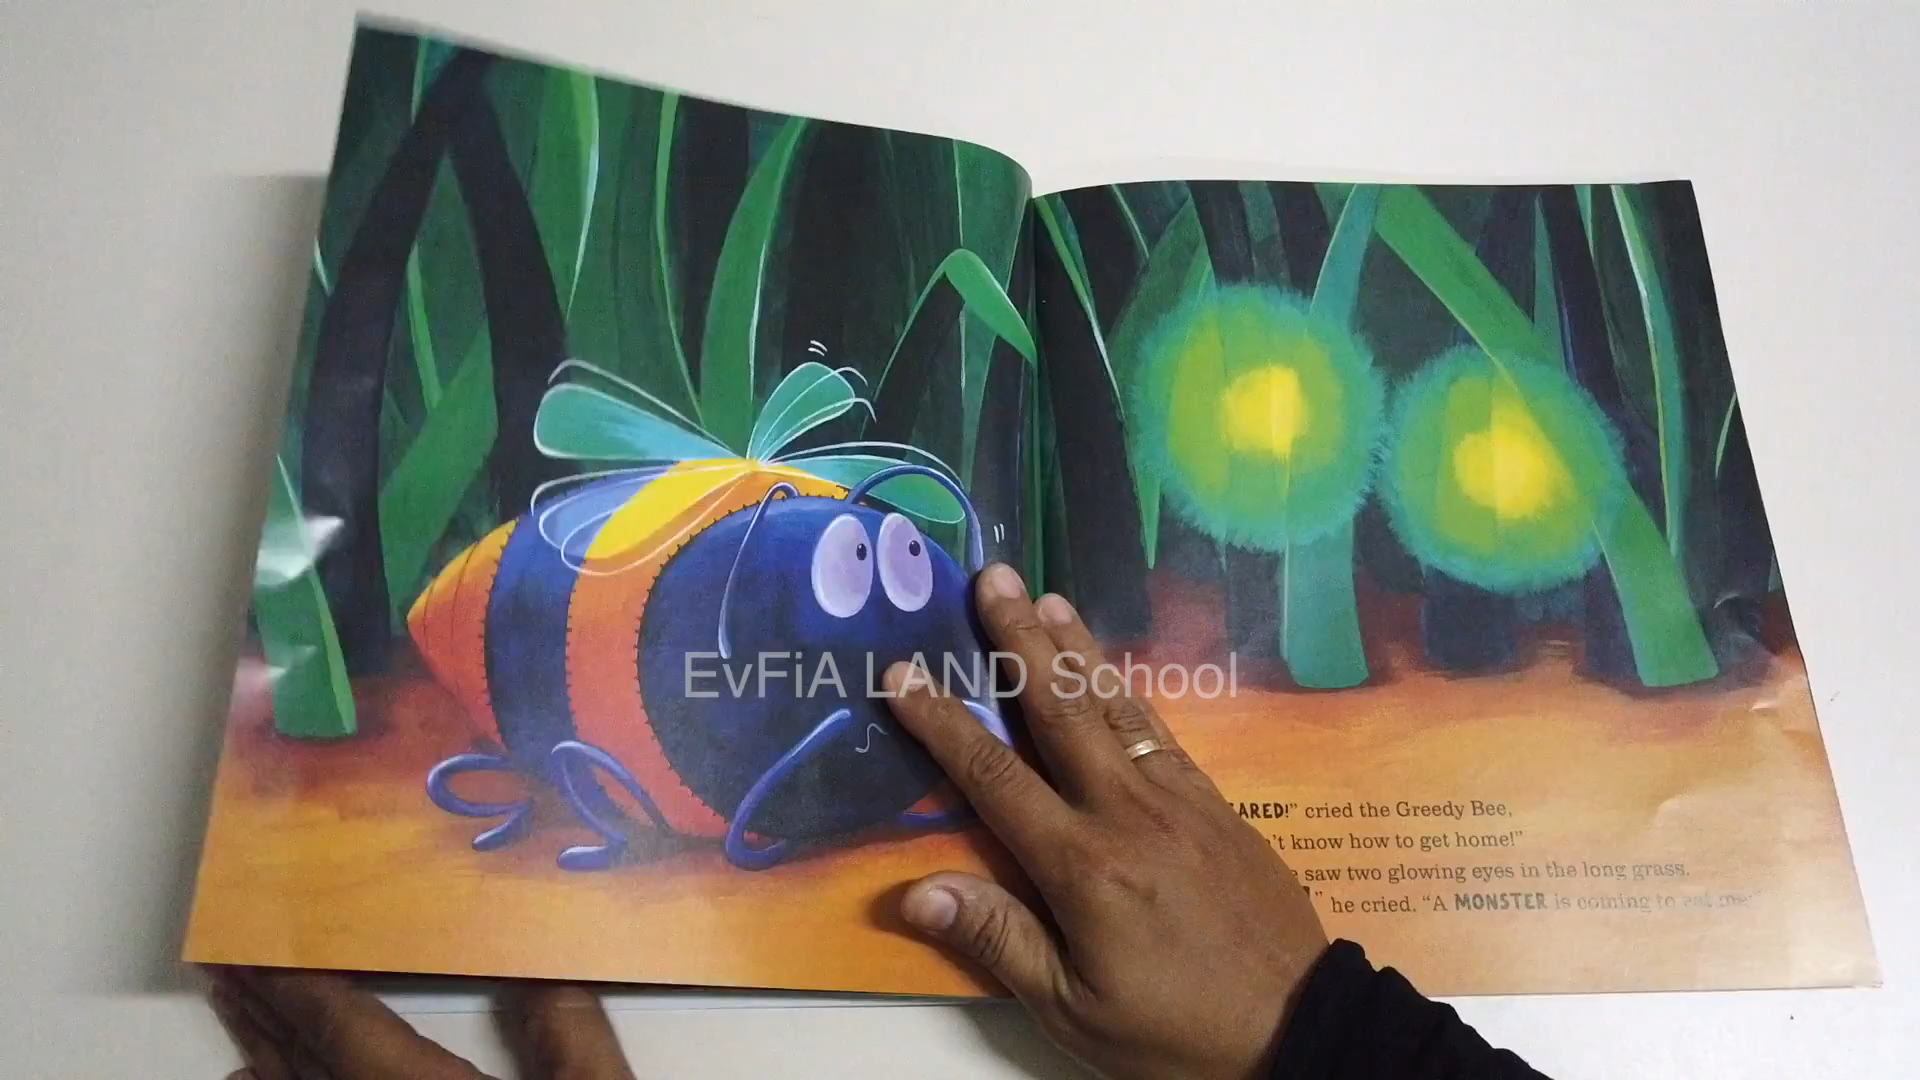 EvFiA LAND School
ARED!” cried the Greedy Bee,
’t know how to get home!”
saw two glowing eyes in the long grass.
” he cried. “A MONSTER is coming to eat me!”